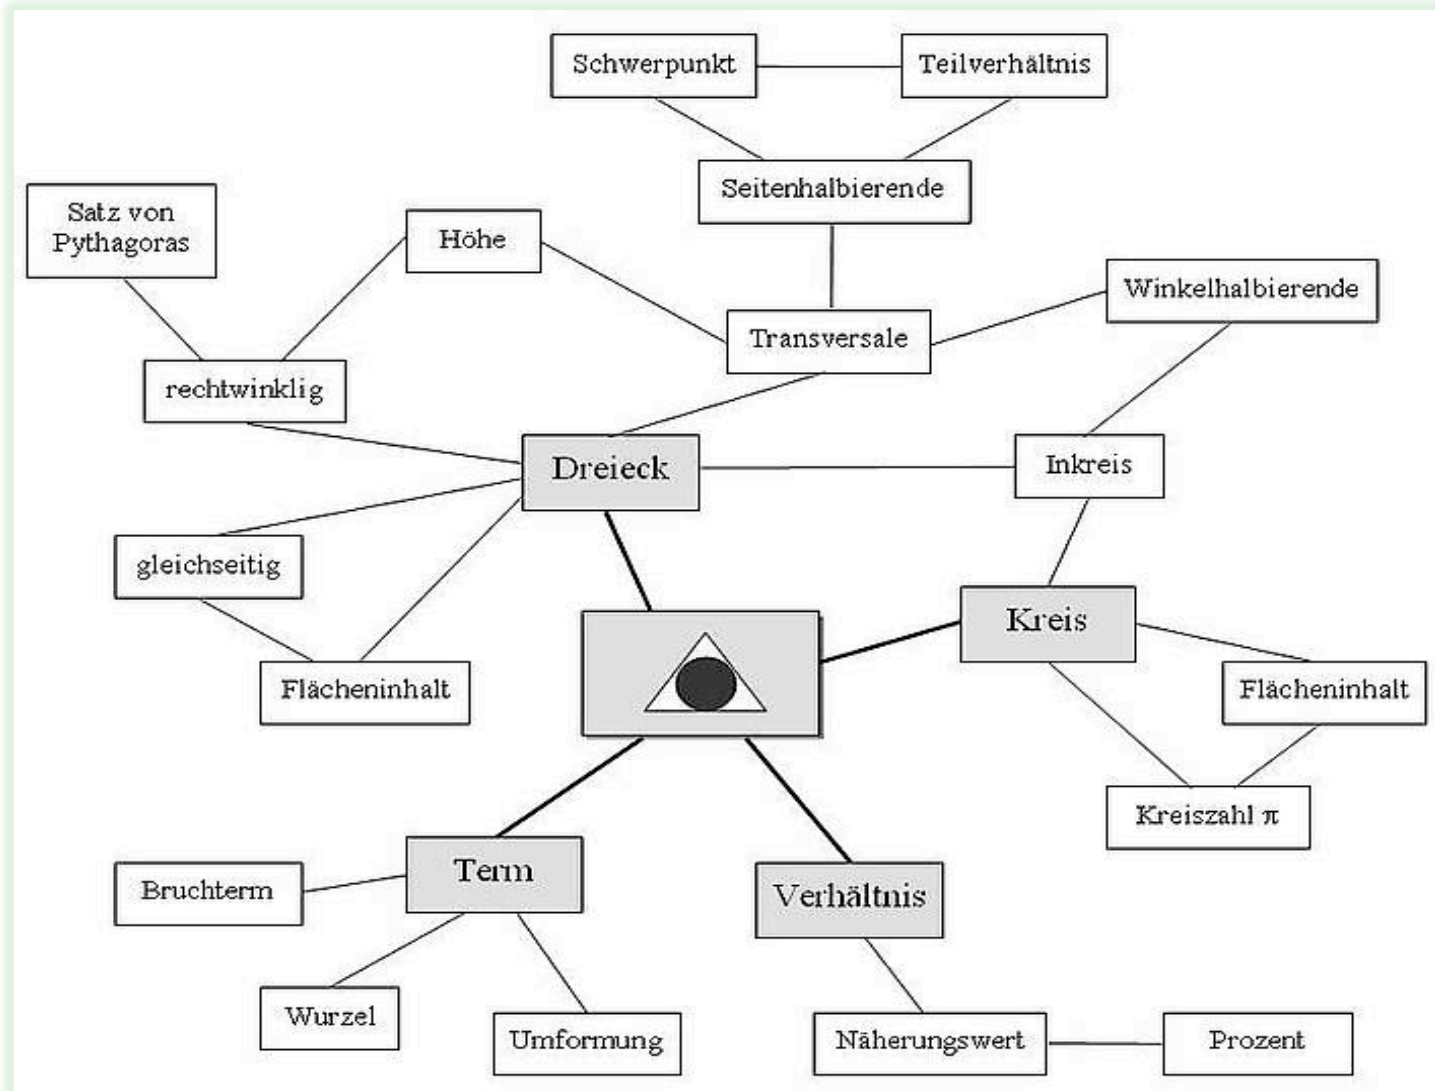 Schwerpunkt
Teilverhältnis
Seitenhalbierende
Satz von
Pythagoras
Höhe
Winkelhalbierende
Transversale
rechtwinklig
Dreieck
Inkreis
gleichseitig
Kreis
Flächeninhalt
Flächeninhalt
Kreiszahl π
Term
Bruchterm
Verhältnis
Wurzel
Umformung
Näherungswert
Prozent